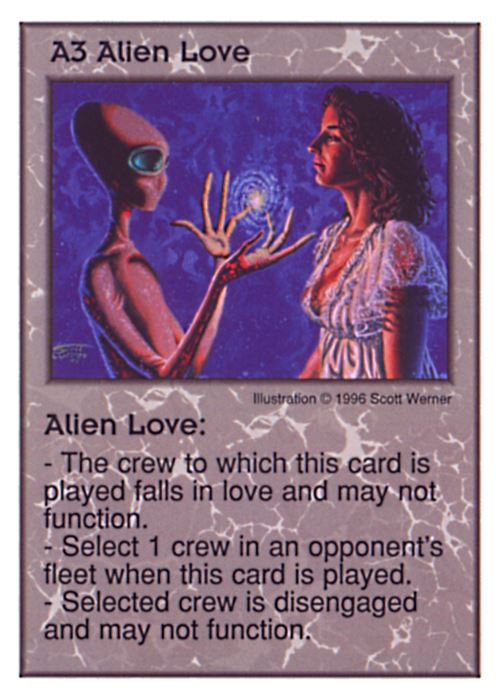 A3 Alien Love
Illustration © 1996 Scott Werner
Alien Love:
- The crew to which this card is
played falls in love and may not
function.
- Select 1 crew in an opponent's
fleet when this card is played.
- Selected crew is disengaged
and may not function.